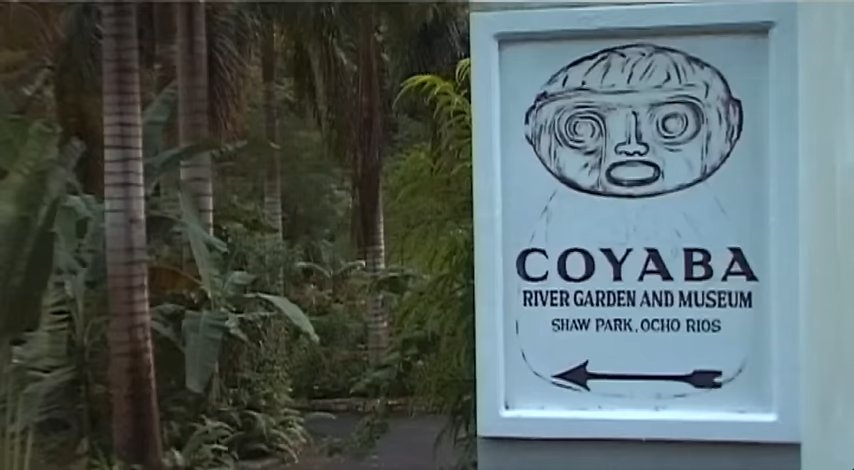 COYABA
RIVER GARDEN AND MUSEUM
SHAW PARK, OCHO RIOS